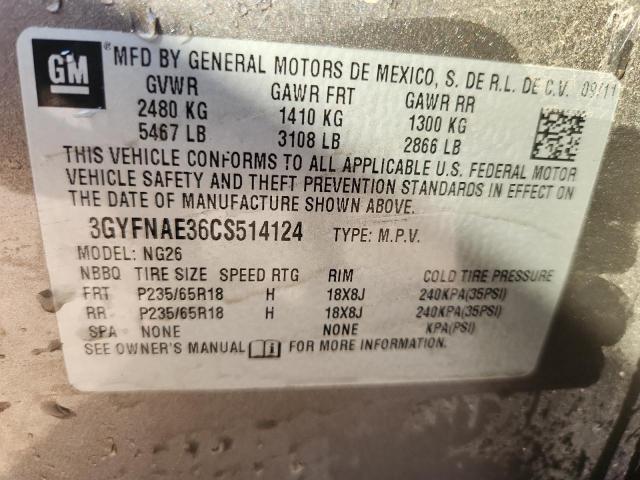 GM
® MFD BY GENERAL MOTORS DE MEXICO, S. DE R.L. DE C.V. 09/11
GVWR GAWR FRT GAWR RR
2480 KG 1410 KG 1300 KG
5467 LB 3108 LB 2866 LB
THIS VEHICLE CONFORMS TO ALL APPLICABLE U.S. FEDERAL MOTOR
VEHICLE SAFETY AND THEFT PREVENTION STANDARDS IN EFFECT ON
THE DATE OF MANUFACTURE SHOWN ABOVE.
3GYFNAE36CS514124 TYPE: M.P.V.
MODEL: NG26
NBBQ TIRE SIZE SPEED RTG RIM COLD TIRE PRESSURE
FRT P235/65R18 H 18X8J 240KPA(35PSI)
RR P235/65R18 H 18X8J 240KPA(35PSI)
SPA NONE NONE KPA(PSI)
SEE OWNER'S MANUAL FOR MORE INFORMATION.